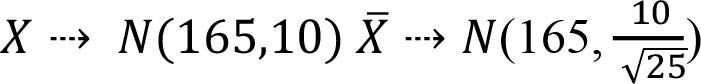 X ⇢ N(165,10) X̄ ⇢ N(165, 10/√25)